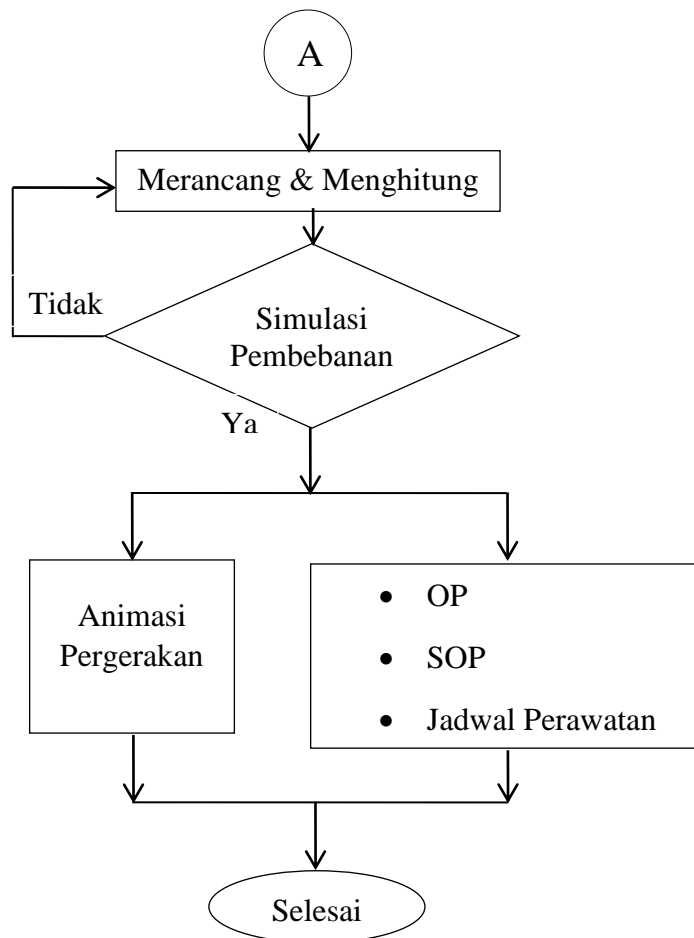 A
Merancang & Menghitung
Tidak
Simulasi
Pembebanan
Ya
Animasi
Pergerakan
• OP
• SOP
• Jadwal Perawatan
Selesai